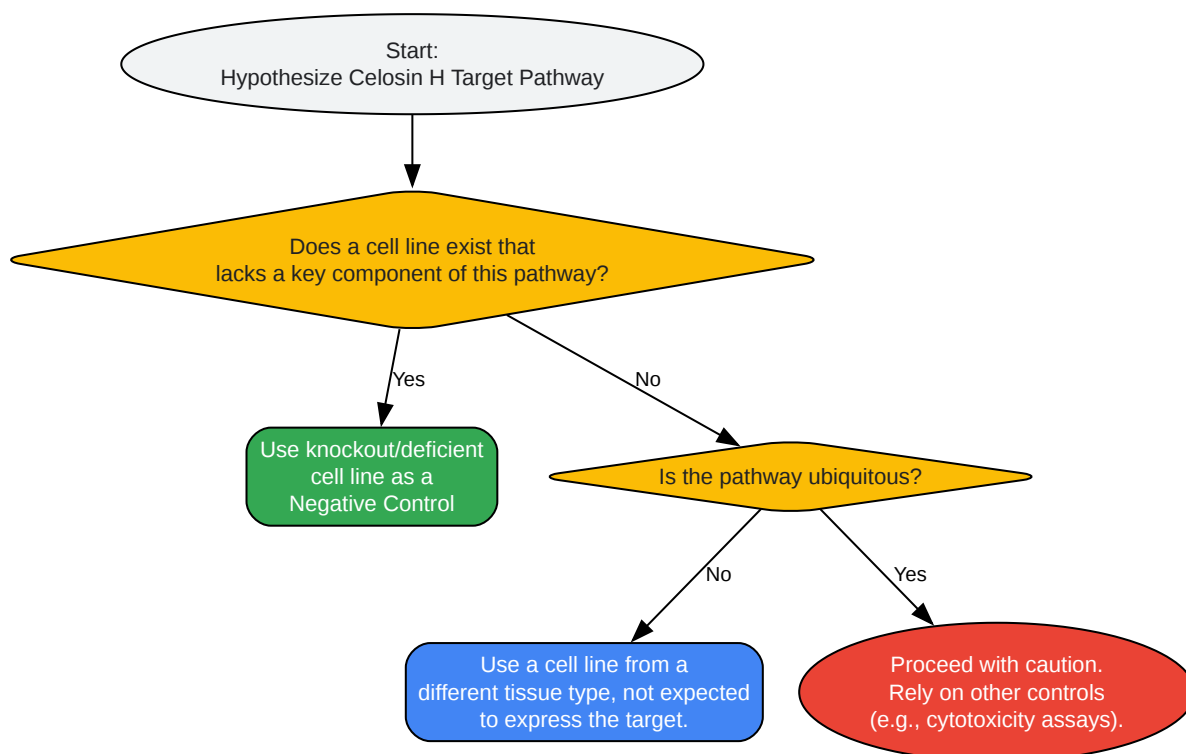 Start:
Hypothesize Celosin H Target Pathway
Does a cell line exist that
lacks a key component of this pathway?
Yes
No
Use knockout/deficient
cell line as a
Negative Control
Is the pathway ubiquitous?
No
Yes
Use a cell line from a
different tissue type, not expected
to express the target.
Proceed with caution.
Rely on other controls
(e.g., cytotoxicity assays).